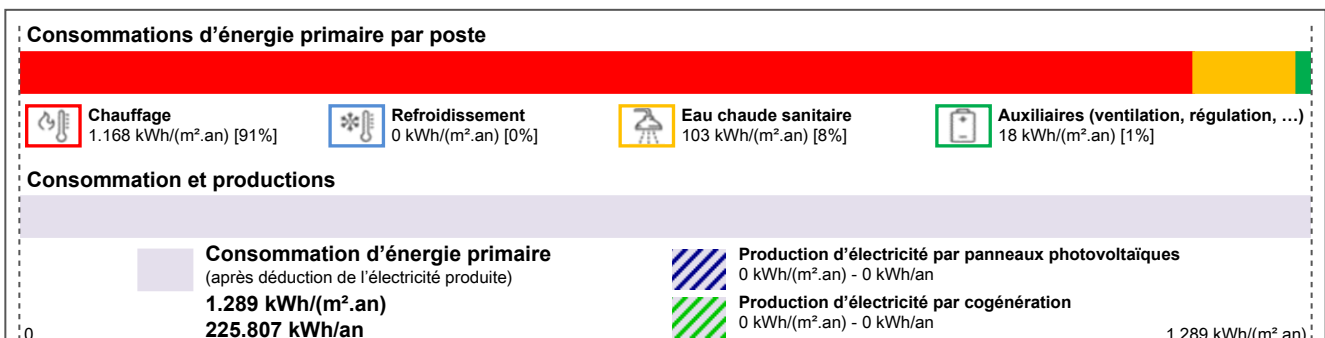 Consommations d’énergie primaire par poste
Chauffage
1.168 kWh/(m².an) [91%]
Refroidissement
0 kWh/(m².an) [0%]
Eau chaude sanitaire
103 kWh/(m².an) [8%]
Auxiliaires (ventilation, régulation, …)
18 kWh/(m².an) [1%]
Consommation et productions
Consommation d’énergie primaire
(après déduction de l’électricité produite)
1.289 kWh/(m².an)
225.807 kWh/an
Production d’électricité par panneaux photovoltaïques
0 kWh/(m².an) - 0 kWh/an
Production d’électricité par cogénération
0 kWh/(m².an) - 0 kWh/an
0
1.289 kWh/(m².an)